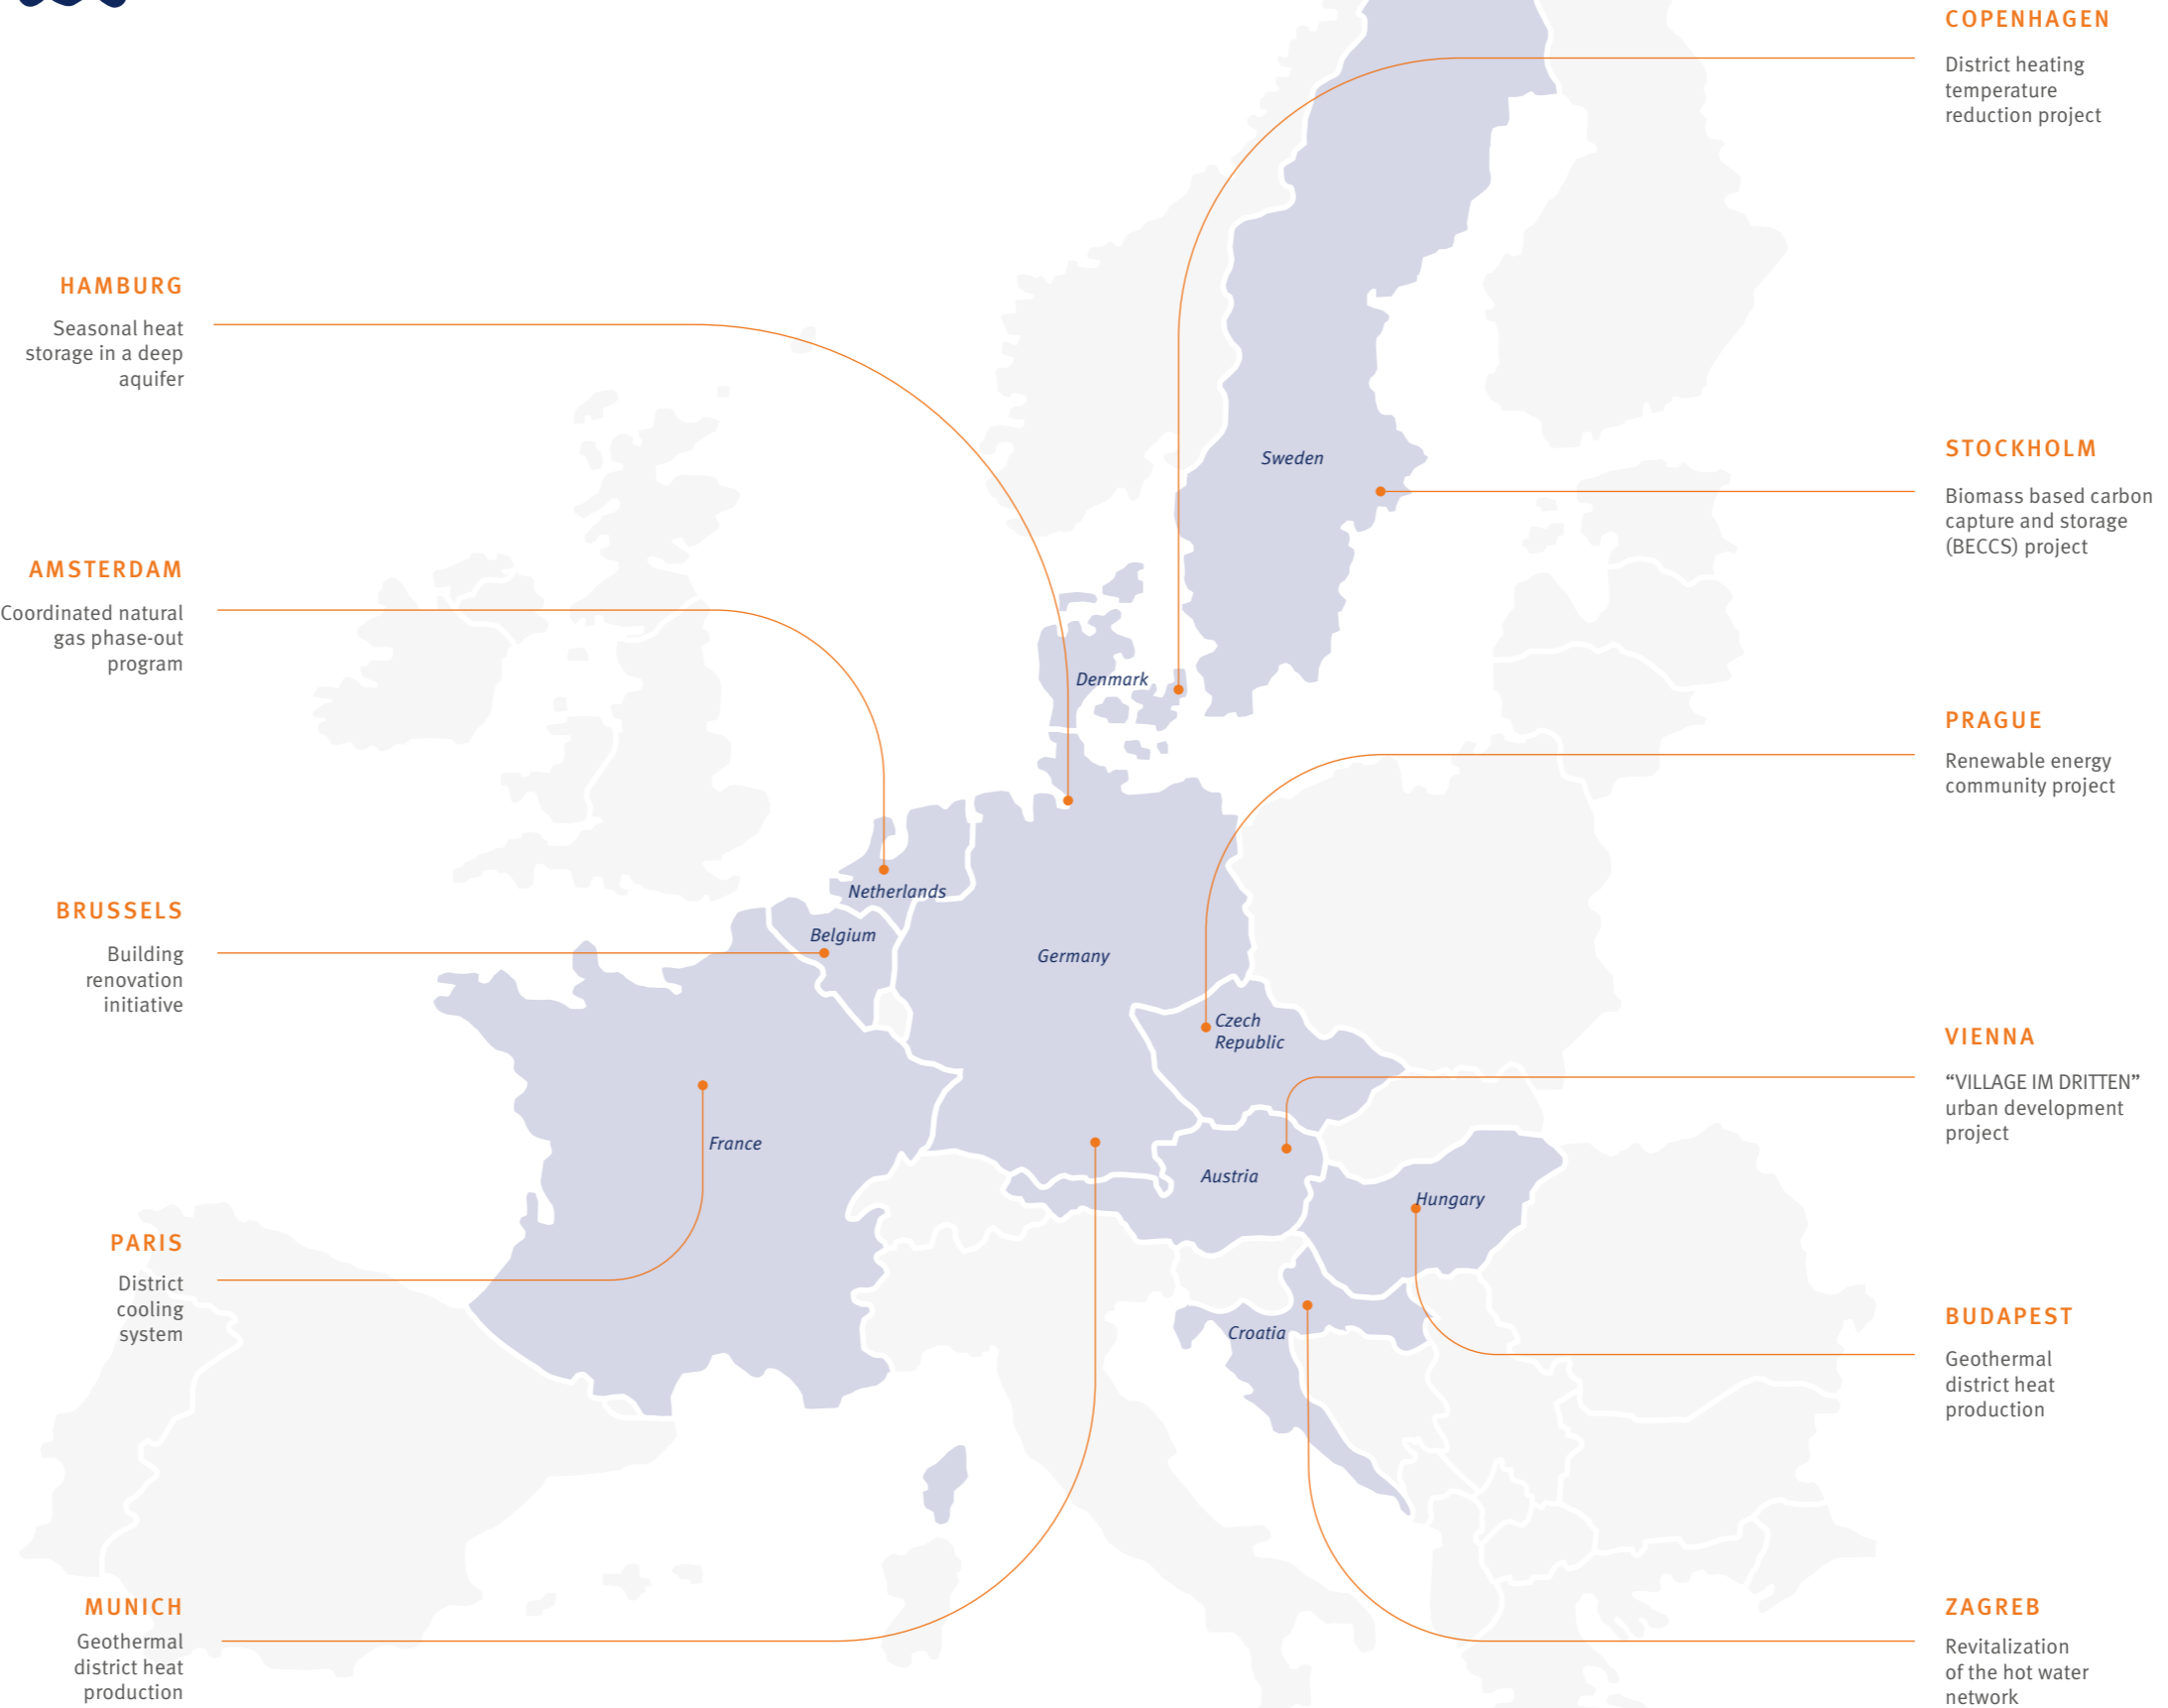 COPENHAGEN
District heating
temperature
reduction project
HAMBURG
Seasonal heat
storage in a deep
aquifer
STOCKHOLM
Biomass based carbon
capture and storage
(BECCS) project
AMSTERDAM
Coordinated natural
gas phase-out
program
PRAGUE
Renewable energy
community project
BRUSSELS
Building
renovation
initiative
VIENNA
“VILLAGE IM DRITTEN”
urban development
project
PARIS
District
cooling
system
BUDAPEST
Geothermal
district heat
production
MUNICH
Geothermal
district heat
production
ZAGREB
Revitalization
of the hot water
network
Sweden
Denmark
Netherlands
Belgium
Germany
Czech
Republic
France
Austria
Hungary
Croatia